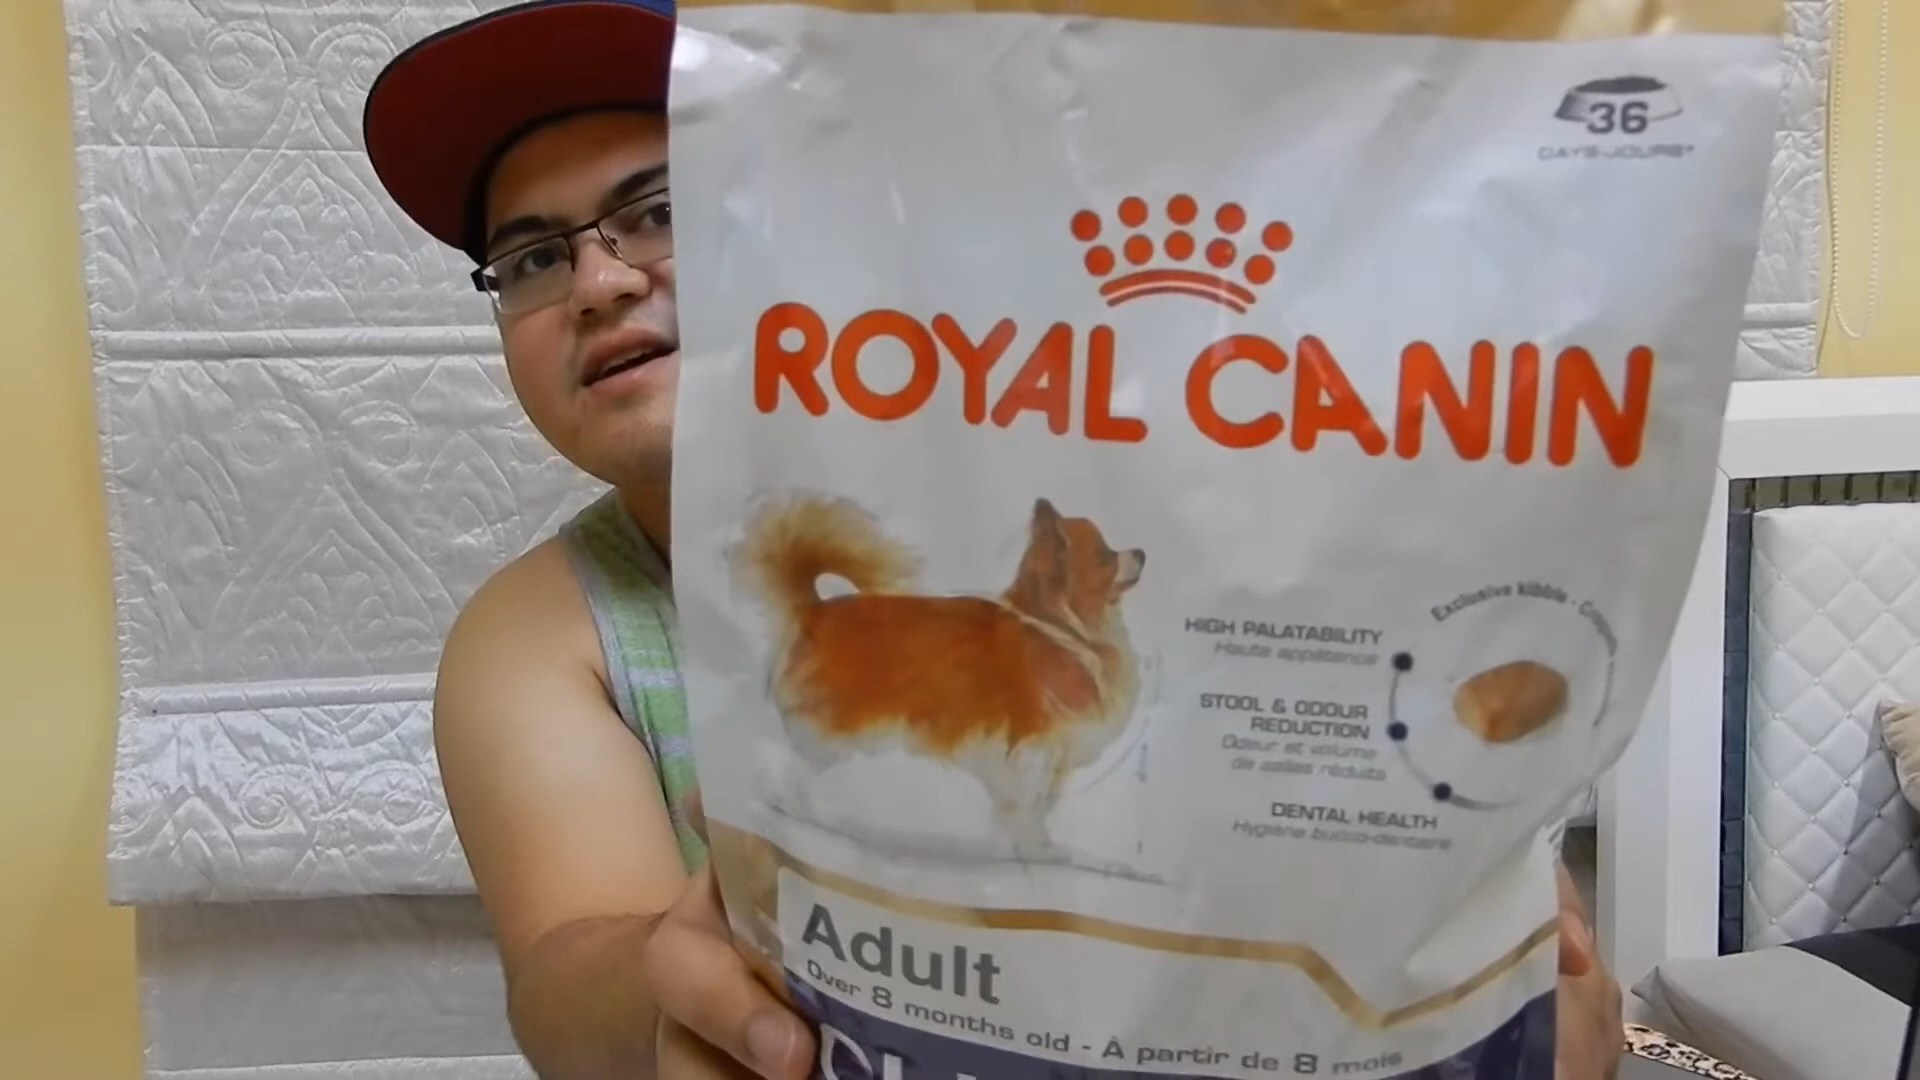 36
DAYS-JOURS*
ROYAL CANIN
Exclusive kibble -
HIGH PALATABILITY
Haute appétence
STOOL & ODOUR
REDUCTION
Odeur et volume
de selles réduits
DENTAL HEALTH
Hygiène bucco-dentaire
Adult
Over 8 months old - À partir de 8 mois